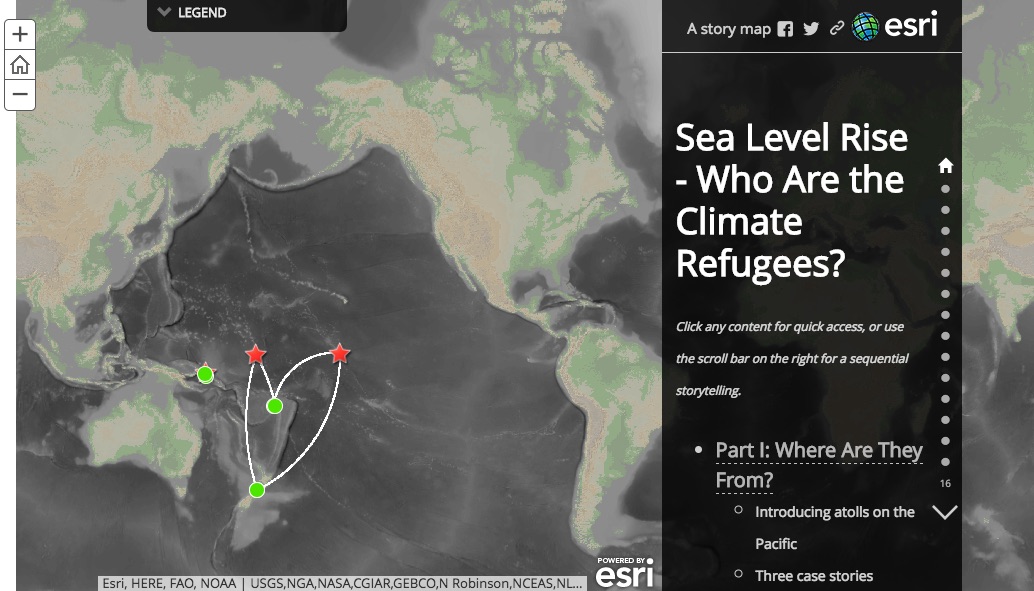 LEGEND
A story map
esri
Sea Level Rise
- Who Are the
Climate
Refugees?
Click any content for quick access, or use
the scroll bar on the right for a sequential
storytelling.
Part I: Where Are They
From?
16
Introducing atolls on the
Pacific
Three case stories
POWERED BY
esri
Esri, HERE, FAO, NOAA | USGS,NGA,NASA,CGIAR,GEBCO,N Robinson,NCEAS,NL...